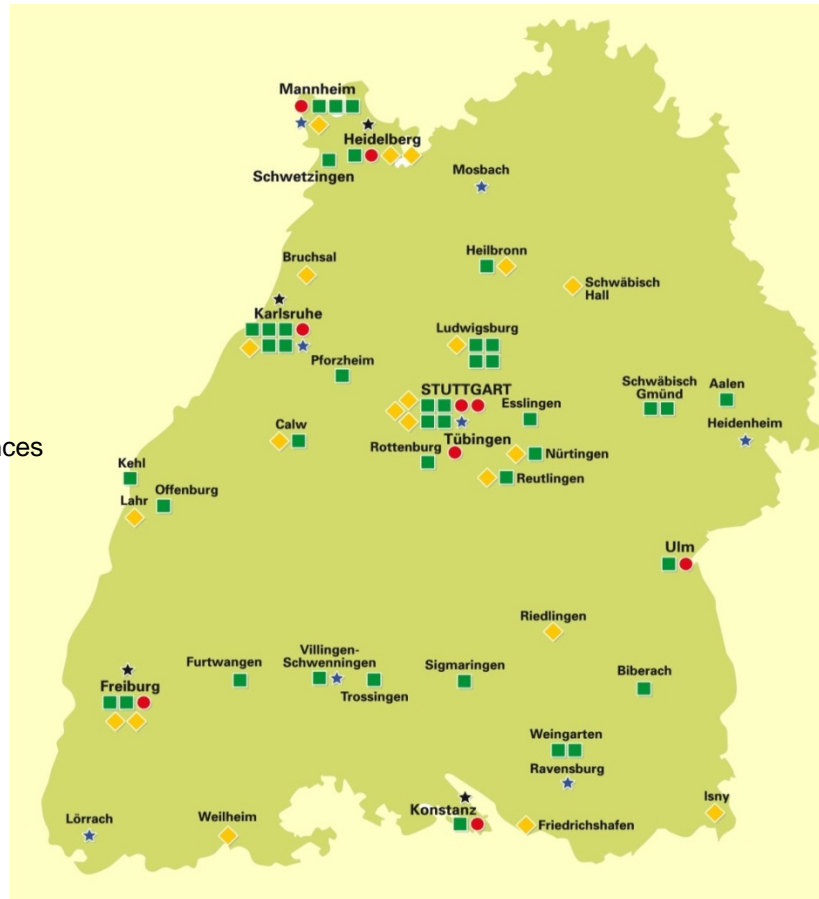 Mannheim
Heidelberg
Schwetzingen
Mosbach
Bruchsal
Heilbronn
Schwäbisch
Hall
Karlsruhe
Ludwigsburg
Pforzheim
STUTTGART
Schwäbisch
Gmünd
Aalen
Esslingen
Heidenheim
Calw
Tübingen
Rottenburg
Nürtingen
Kehl
Reutlingen
Offenburg
Lahr
Ulm
Riedlingen
Villingen-
Schwenningen
Furtwangen
Sigmaringen
Biberach
Freiburg
Trossingen
Weingarten
Ravensburg
Isny
Konstanz
Lörrach
Weilheim
Friedrichshafen